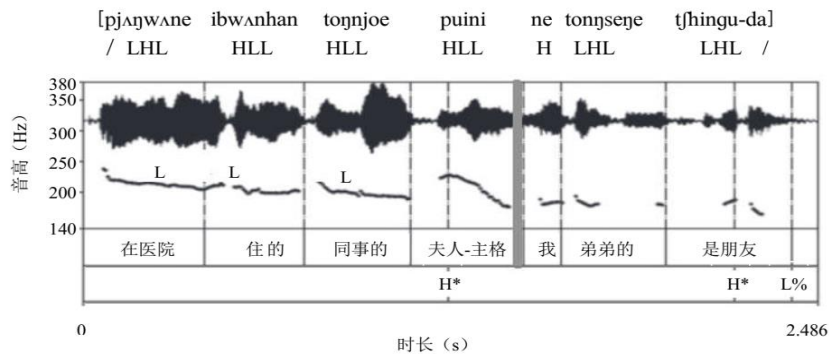 [pjʌŋwʌne ibwʌnhan toŋnjoe puini ne tonŋseŋe tʃhingu-da]
/ LHL HLL HLL HLL H LHL LHL /
380
350
300
250
200
140
音高（Hz）
L L L
在医院 住的 同事的 夫人-主格 我 弟弟的 是朋友
H* H* L%
0 2.486
时长（s）